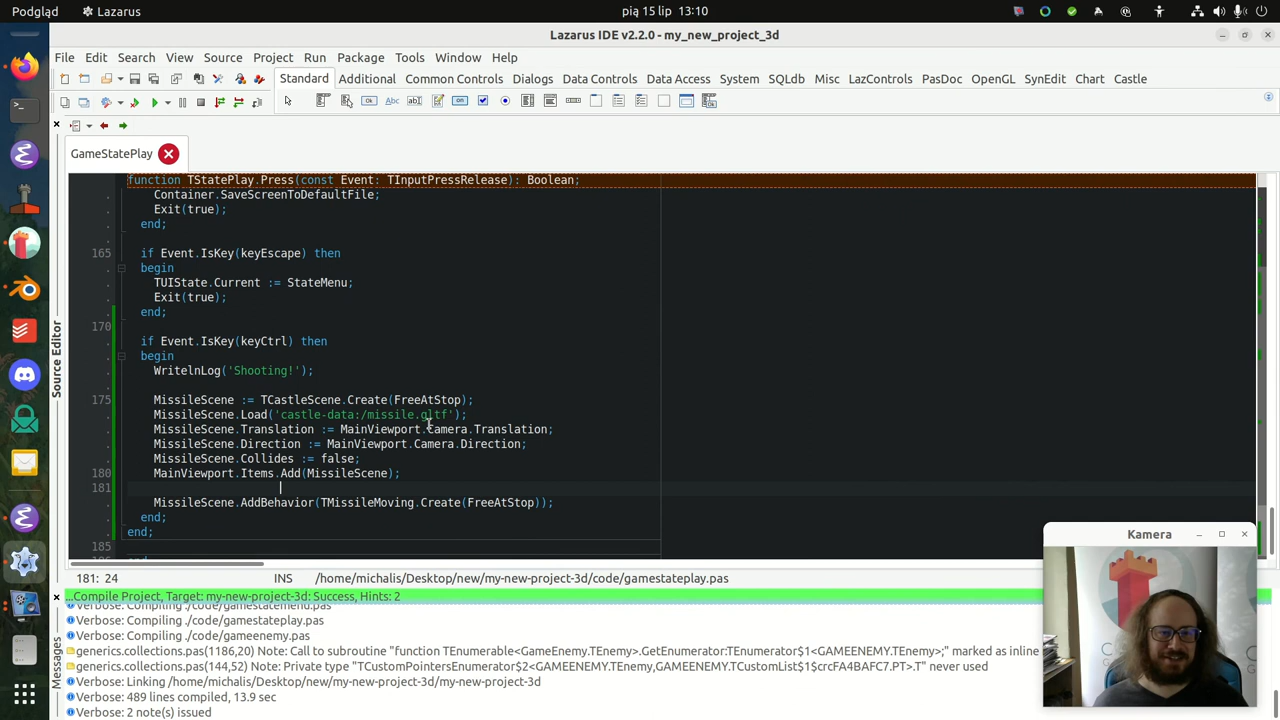 Podgląd
Lazarus
pią 15 lip 13:10
Lazarus IDE v2.2.0 - my_new_project_3d
File Edit Search View Source Project Run Package Tools Window Help
Standard Additional Common Controls Dialogs Data Controls Data Access System SQLdb Misc LazControls PasDoc OpenGL SynEdit Chart Castle
GameStatePlay
function TStatePlay.Press(const Event: TInputPressRelease): Boolean;
Container.SaveScreenToDefaultFile;
Exit(true);
end;
165 if Event.IsKey(keyEscape) then
begin
TUIState.Current := StateMenu;
Exit(true);
end;
170
if Event.IsKey(keyCtrl) then
begin
WritelnLog('Shooting!');
175 MissileScene := TCastleScene.Create(FreeAtStop);
MissileScene.Load('castle-data:/missile.gltf');
MissileScene.Translation := MainViewport.Camera.Translation;
MissileScene.Direction := MainViewport.Camera.Direction;
MissileScene.Collides := false;
180 MainViewport.Items.Add(MissileScene);
181
MissileScene.AddBehavior(TMissileMoving.Create(FreeAtStop));
end;
end;
185
Source Editor
181: 24 INS /home/michalis/Desktop/new/my-new-project-3d/code/gamestateplay.pas
...Compile Project, Target: my-new-project-3d: Success, Hints: 2
Verbose: Compiling ./code/gamestatemenu.pas
Verbose: Compiling ./code/gamestateplay.pas
Verbose: Compiling ./code/gameenemy.pas
generics.collections.pas(1186,20) Note: Call to subroutine "function TEnumerable<GameEnemy.TEnemy>.GetEnumerator:TEnumerator$1<GAMEENEMY.TEnemy>;" marked as inline
generics.collections.pas(144,52) Note: Private type "TCustomPointersEnumerator$2<GAMEENEMY.TEnemy,GAMEENEMY.TCustomList$1$crcFA4BAFC7.PT>.T" never used
Verbose: Linking /home/michalis/Desktop/new/my-new-project-3d/my-new-project-3d
Verbose: 489 lines compiled, 13.9 sec
Verbose: 2 note(s) issued
Messages
Kamera